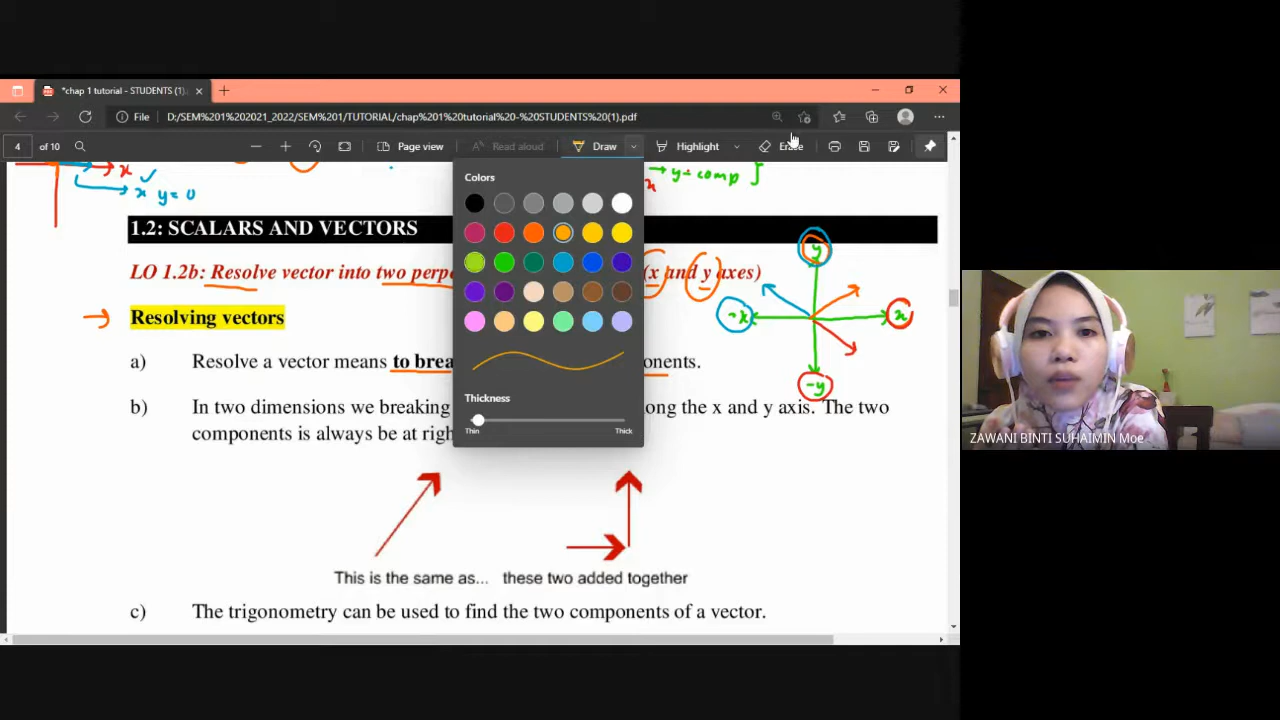 *chap 1 tutorial - STUDENTS (1).
File D:/SEM%201%202021_2022/SEM%201/TUTORIAL/chap%201%20tutorial%20-%20STUDENTS%20(1).pdf
4 of 10 Page view Read aloud Draw Highlight Erase
x → y-comp ]
x x
x y=0
Colors
1.2: SCALARS AND VECTORS
y
LO 1.2b: Resolve vector into two perp (x and y axes)
Resolving vectors
-x x
a) Resolve a vector means to brea onents.
-y
Thickness
b) In two dimensions we breaking ong the x and y axis. The two
Thin Thick
components is always be at righ
ZAWANI BINTI SUHAIMIN Moe
This is the same as... these two added together
c) The trigonometry can be used to find the two components of a vector.